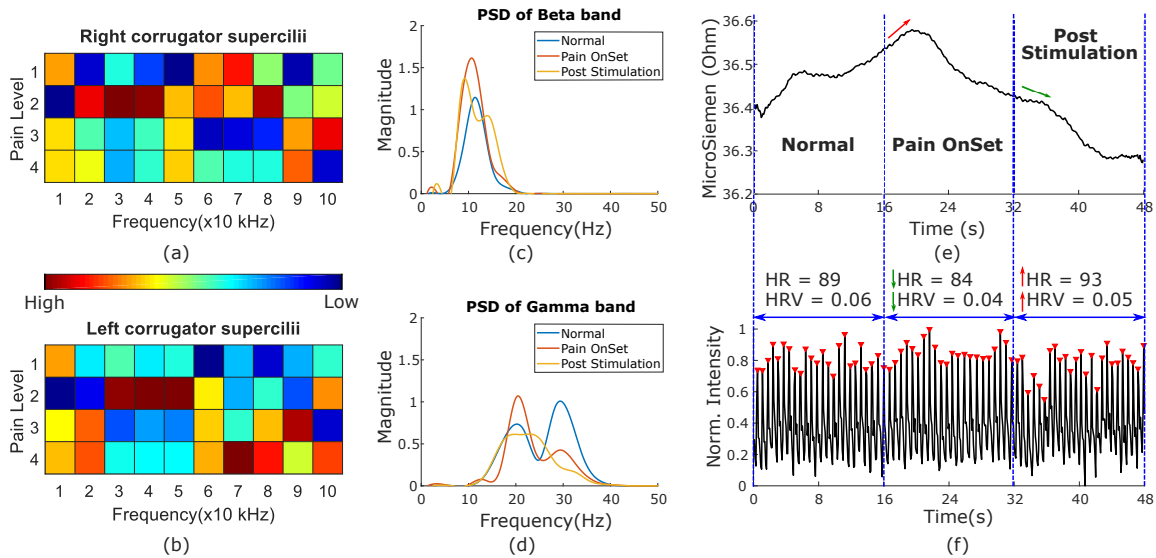 Right corrugator supercilii
Pain Level
1
2
3
4
1 2 3 4 5 6 7 8 9 10
Frequency(x10 kHz)
(a)
High Low
Left corrugator supercilii
Pain Level
1
2
3
4
1 2 3 4 5 6 7 8 9 10
Frequency(x10 kHz)
(b)
PSD of Beta band
Normal
Pain OnSet
Post Stimulation
Magnitude
2
1.5
1
0.5
0
0 10 20 30 40 50
Frequency(Hz)
(c)
PSD of Gamma band
Normal
Pain OnSet
Post Stimulation
Magnitude
2
1.5
1
0.5
0
0 10 20 30 40 50
Frequency(Hz)
(d)
MicroSiemen (Ohm)
36.6
36.5
36.4
36.3
36.2
Post
Stimulation
Normal Pain OnSet
0 8 16 24 32 40 48
Time (s)
(e)
HR = 89 HR = 84 HR = 93
HRV = 0.06 HRV = 0.04 HRV = 0.05
Norm. Intensity
1
0.8
0.6
0.4
0.2
0
0 8 16 24 32 40 48
Time(s)
(f)